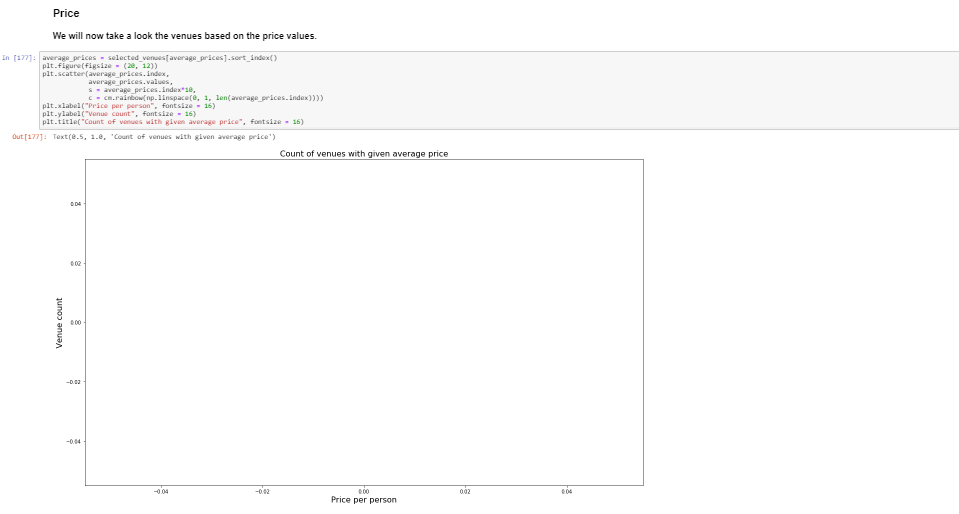 Price
We will now take a look the venues based on the price values.
In [177]: average_prices = selected_venues[average_prices].sort_index()
plt.figure(figsize = (20, 12))
plt.scatter(average_prices.index,
average_prices.values,
s = average_prices.index*10,
c = cm.rainbow(np.linspace(0, 1, len(average_prices.index))))
plt.xlabel("Price per person", fontsize = 16)
plt.ylabel("Venue count", fontsize = 16)
plt.title("Count of venues with given average price", fontsize = 16)
Out[177]: Text(0.5, 1.0, 'Count of venues with given average price')
Count of venues with given average price
0.04
0.02
0.00
−0.02
−0.04
Venue count
−0.04 −0.02 0.00 0.02 0.04
Price per person